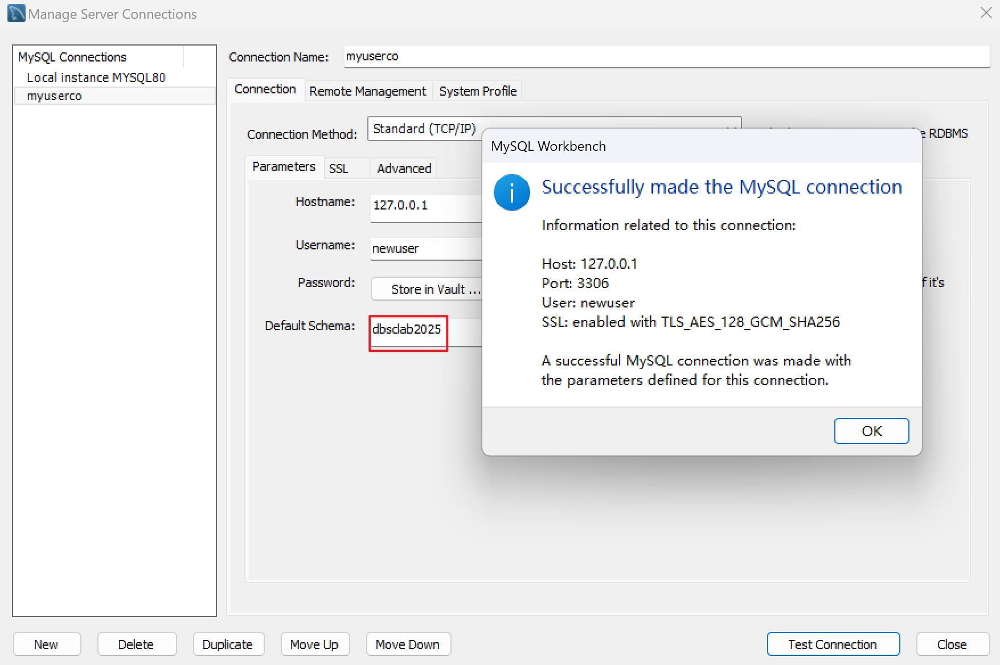 Manage Server Connections
MySQL Connections
Local instance MYSQL80
myuserco
Connection Name: myuserco
Connection Remote Management System Profile
Connection Method: Standard (TCP/IP)
RDBMS
Parameters SSL Advanced
Hostname: 127.0.0.1
Username: newuser
Password: Store in Vault ...
it's
Default Schema: dbsclab2025
MySQL Workbench
Successfully made the MySQL connection
Information related to this connection:
Host: 127.0.0.1
Port: 3306
User: newuser
SSL: enabled with TLS_AES_128_GCM_SHA256
A successful MySQL connection was made with
the parameters defined for this connection.
OK
New Delete Duplicate Move Up Move Down Test Connection Close